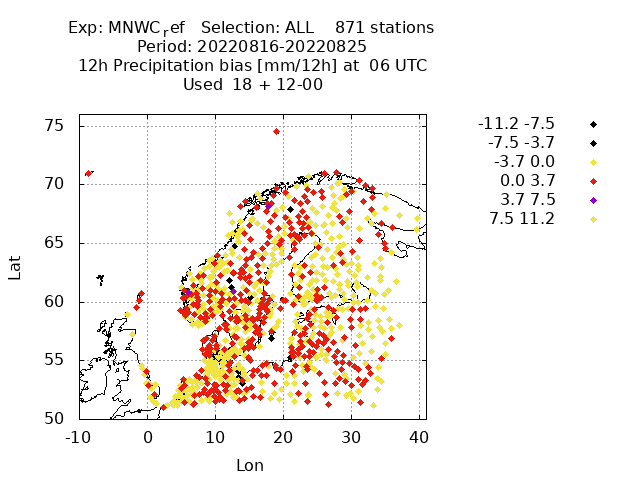 Exp: MNWC_ref   Selection: ALL    871 stations
Period: 20220816-20220825
12h Precipitation bias [mm/12h] at  06 UTC
Used  18 + 12-00
-11.2 -7.5
-7.5 -3.7
-3.7 0.0
0.0 3.7
3.7 7.5
7.5 11.2
75
70
65
60
55
50
Lat
-10 0 10 20 30 40
Lon